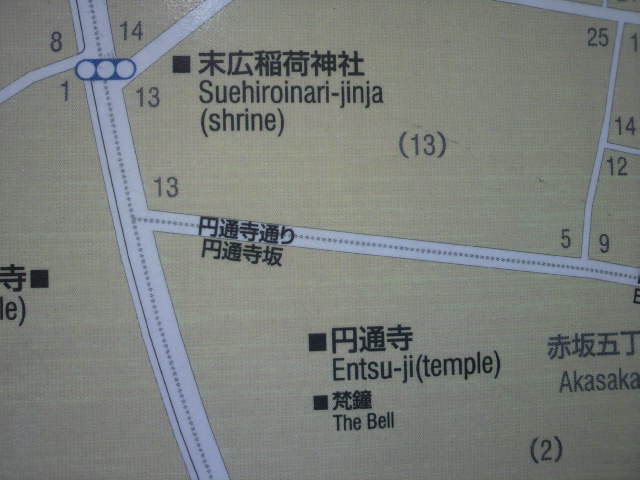 8
14
25
1
13
■末広稲荷神社
Suehiroinari-jinja
(shrine)
(13)
14
12
13
円通寺通り
円通寺坂
5
9
寺■
le)
■円通寺
Entsu-ji(temple)
■梵鐘
The Bell
赤坂五丁
Akasaka
(2)